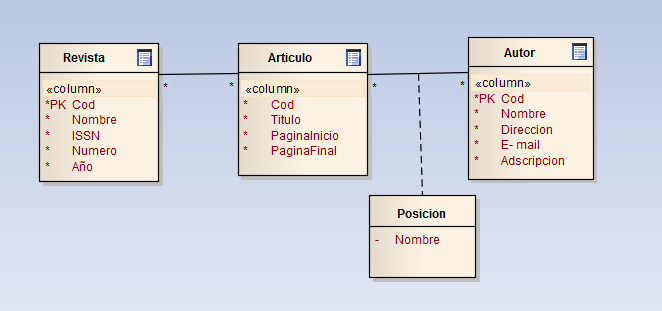 Revista
«column»
*PK Cod
* Nombre
* ISSN
* Numero
* Año
*
*
Articulo
«column»
* Cod
* Titulo
* PaginaInicio
* PaginaFinal
*
*
Autor
«column»
*PK Cod
* Nombre
* Direccion
* E- mail
* Adscripcion
Posicion
- Nombre